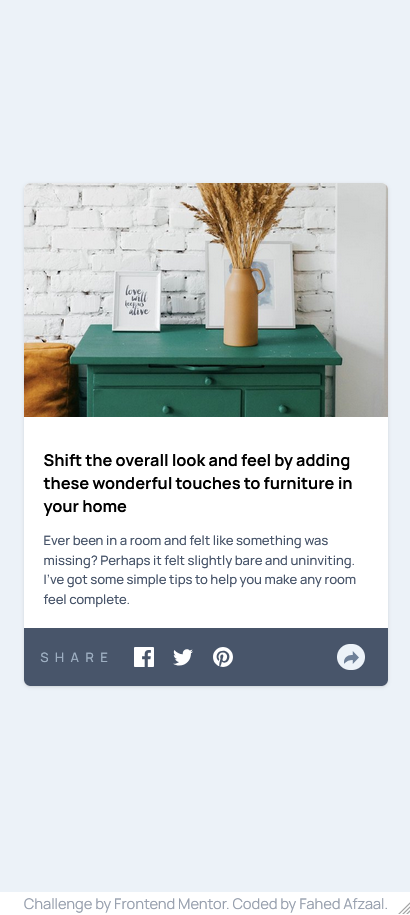 love
will
keep us
alive
Shift the overall look and feel by adding
these wonderful touches to furniture in
your home
Ever been in a room and felt like something was
missing? Perhaps it felt slightly bare and uninviting.
I've got some simple tips to help you make any room
feel complete.
SHARE
Challenge by Frontend Mentor. Coded by Fahed Afzaal.